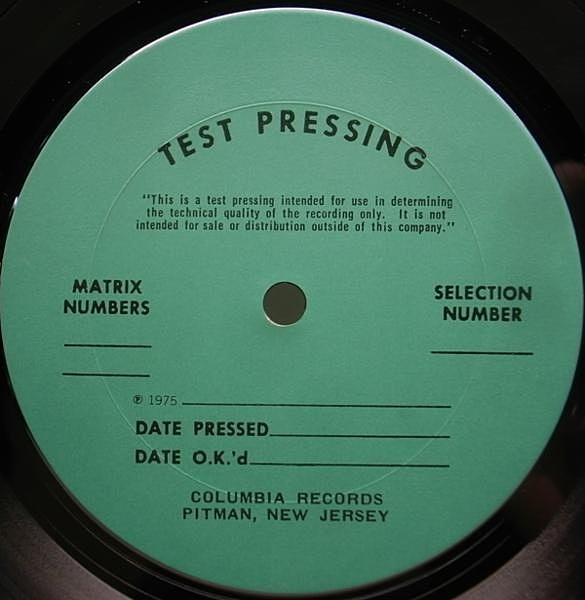 TEST PRESSING
"This is a test pressing intended for use in determining
the technical quality of the recording only. It is not
intended for sale or distribution outside of this company."
MATRIX
NUMBERS
SELECTION
NUMBER
℗ 1975
DATE PRESSED
DATE O.K.'d
COLUMBIA RECORDS
PITMAN, NEW JERSEY